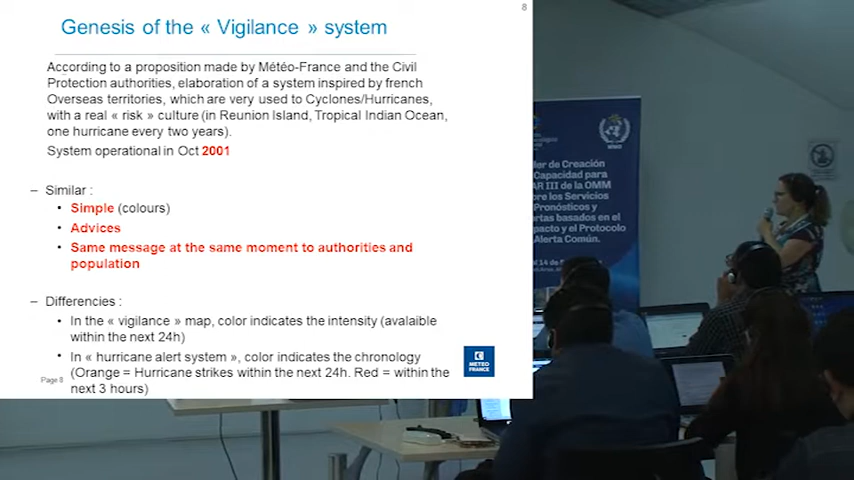 8
Genesis of the « Vigilance » system
According to a proposition made by Météo-France and the Civil
Protection authorities, elaboration of a system inspired by french
Overseas territories, which are very used to Cyclones/Hurricanes,
with a real « risk » culture (in Reunion Island, Tropical Indian Ocean,
one hurricane every two years).
System operational in Oct 2001
– Similar :
• Simple (colours)
• Advices
• Same message at the same moment to authorities and
population
– Differencies :
• In the « vigilance » map, color indicates the intensity (avalaible
within the next 24h)
• In « hurricane alert system », color indicates the chronology
(Orange = Hurricane strikes within the next 24h. Red = within the
next 3 hours)
Page 8
METEO
FRANCE
WMO
de Creación
Capacidad para
AR III de la OMM
los Servicios
Pronósticos y
basados en el
y el Protocolo
Alerta Común.
14 de